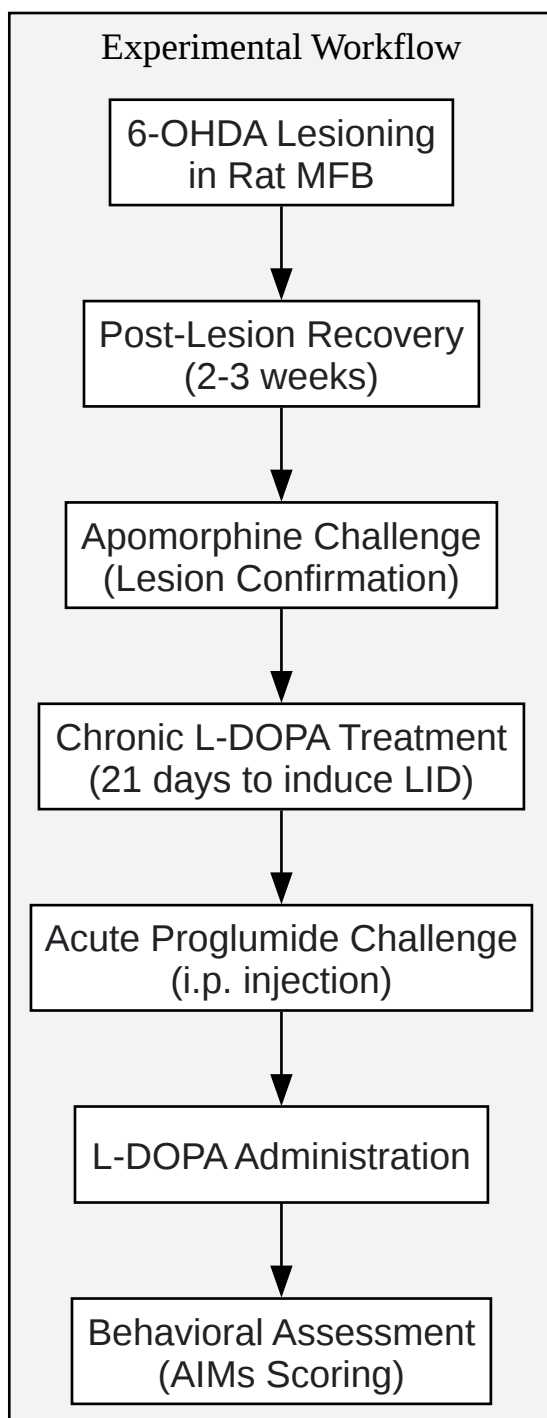 Experimental Workflow
6-OHDA Lesioning
in Rat MFB
Post-Lesion Recovery
(2-3 weeks)
Apomorphine Challenge
(Lesion Confirmation)
Chronic L-DOPA Treatment
(21 days to induce LID)
Acute Proglumide Challenge
(i.p. injection)
L-DOPA Administration
Behavioral Assessment
(AIMs Scoring)